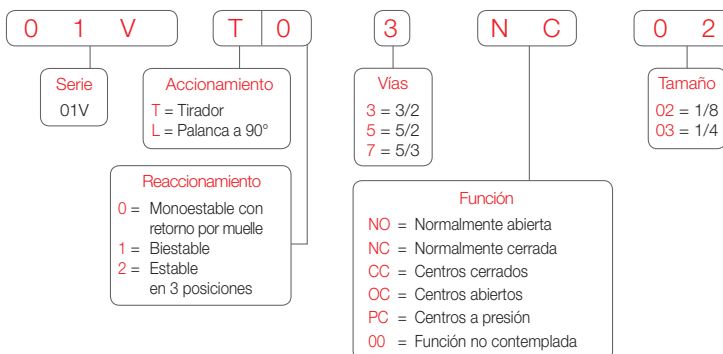 0 1 V T 0 3 N C 0 2
Serie
01V
Accionamiento
T = Tirador
L = Palanca a 90°
Vías
3 = 3/2
5 = 5/2
7 = 5/3
Tamaño
02 = 1/8
03 = 1/4
Reaccionamiento
0 = Monoestable con
retorno por muelle
1 = Biestable
2 = Estable
en 3 posiciones
Función
NO = Normalmente abierta
NC = Normalmente cerrada
CC = Centros cerrados
OC = Centros abiertos
PC = Centros a presión
00 = Función no contemplada